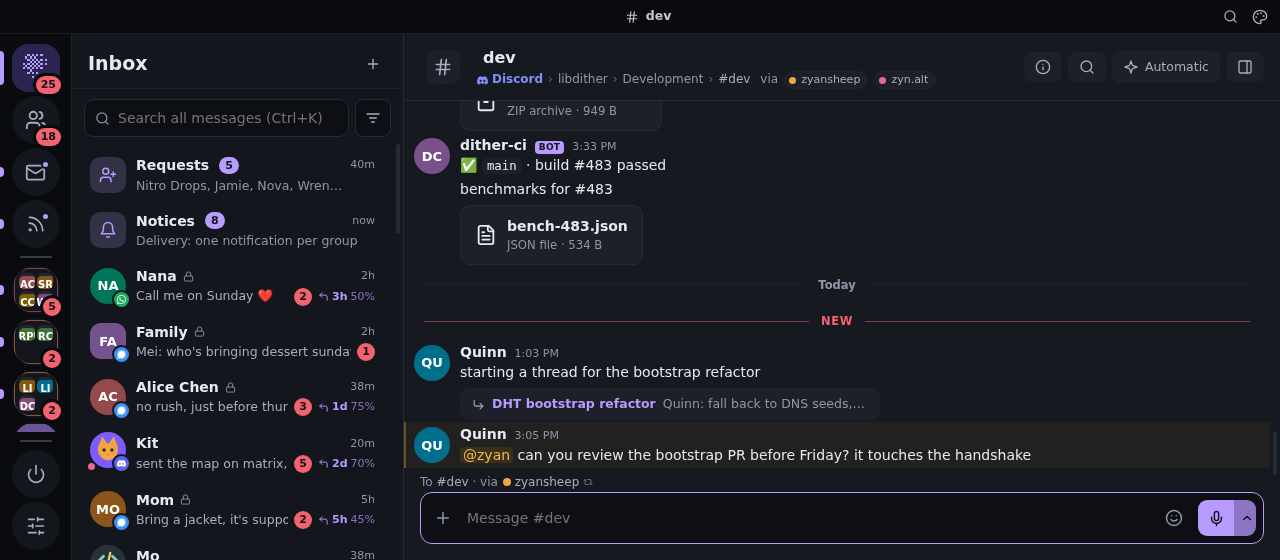 dev
25
18
5
2
2
AC SR
CC
RP RC
LI LI
DC
Inbox
Search all messages (Ctrl+K)
Requests 5 40m
Nitro Drops, Jamie, Nova, Wren…
Notices 8 now
Delivery: one notification per group
NA Nana 2h
Call me on Sunday ❤️ 2 3h 50%
FA Family 2h
Mei: who's bringing dessert sunda 1
AC Alice Chen 38m
no rush, just before thur 3 1d 75%
Kit 20m
sent the map on matrix, 5 2d 70%
MO Mom 5h
Bring a jacket, it's suppo 2 5h 45%
Mo 38m
# dev
Discord › libdither › Development › #dev via zyansheep zyn.alt
Automatic
ZIP archive · 949 B
DC dither-ci BOT 3:33 PM
✅ main · build #483 passed
benchmarks for #483
bench-483.json
JSON file · 534 B
Today
NEW
QU Quinn 1:03 PM
starting a thread for the bootstrap refactor
DHT bootstrap refactor Quinn: fall back to DNS seeds,…
QU Quinn 3:05 PM
@zyan can you review the bootstrap PR before Friday? it touches the handshake
To #dev · via zyansheep
Message #dev